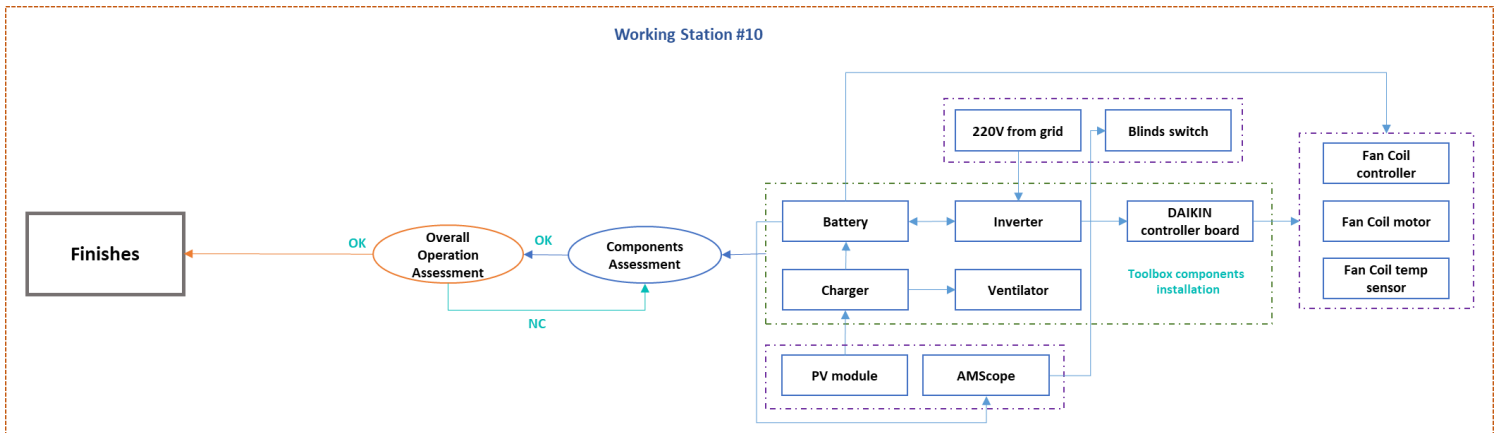 Working Station #10
220V from grid
Blinds switch
Fan Coil
controller
Battery
Inverter
DAIKIN
controller board
Fan Coil motor
Finishes
OK
Overall
Operation
Assessment
OK
Components
Assessment
NC
Charger
Ventilator
Toolbox components
installation
Fan Coil temp
sensor
PV module
AMScope